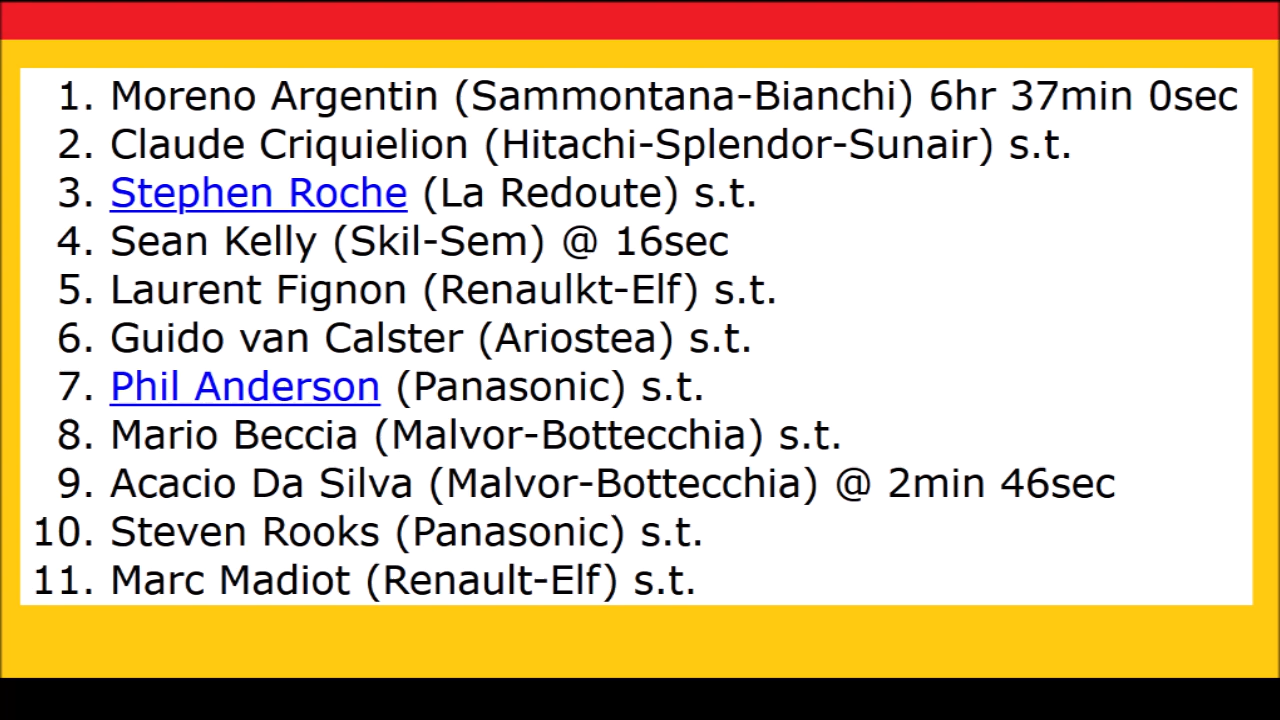 1. Moreno Argentin (Sammontana-Bianchi) 6hr 37min 0sec
2. Claude Criquielion (Hitachi-Splendor-Sunair) s.t.
3. Stephen Roche (La Redoute) s.t.
4. Sean Kelly (Skil-Sem) @ 16sec
5. Laurent Fignon (Renaulkt-Elf) s.t.
6. Guido van Calster (Ariostea) s.t.
7. Phil Anderson (Panasonic) s.t.
8. Mario Beccia (Malvor-Bottecchia) s.t.
9. Acacio Da Silva (Malvor-Bottecchia) @ 2min 46sec
10. Steven Rooks (Panasonic) s.t.
11. Marc Madiot (Renault-Elf) s.t.